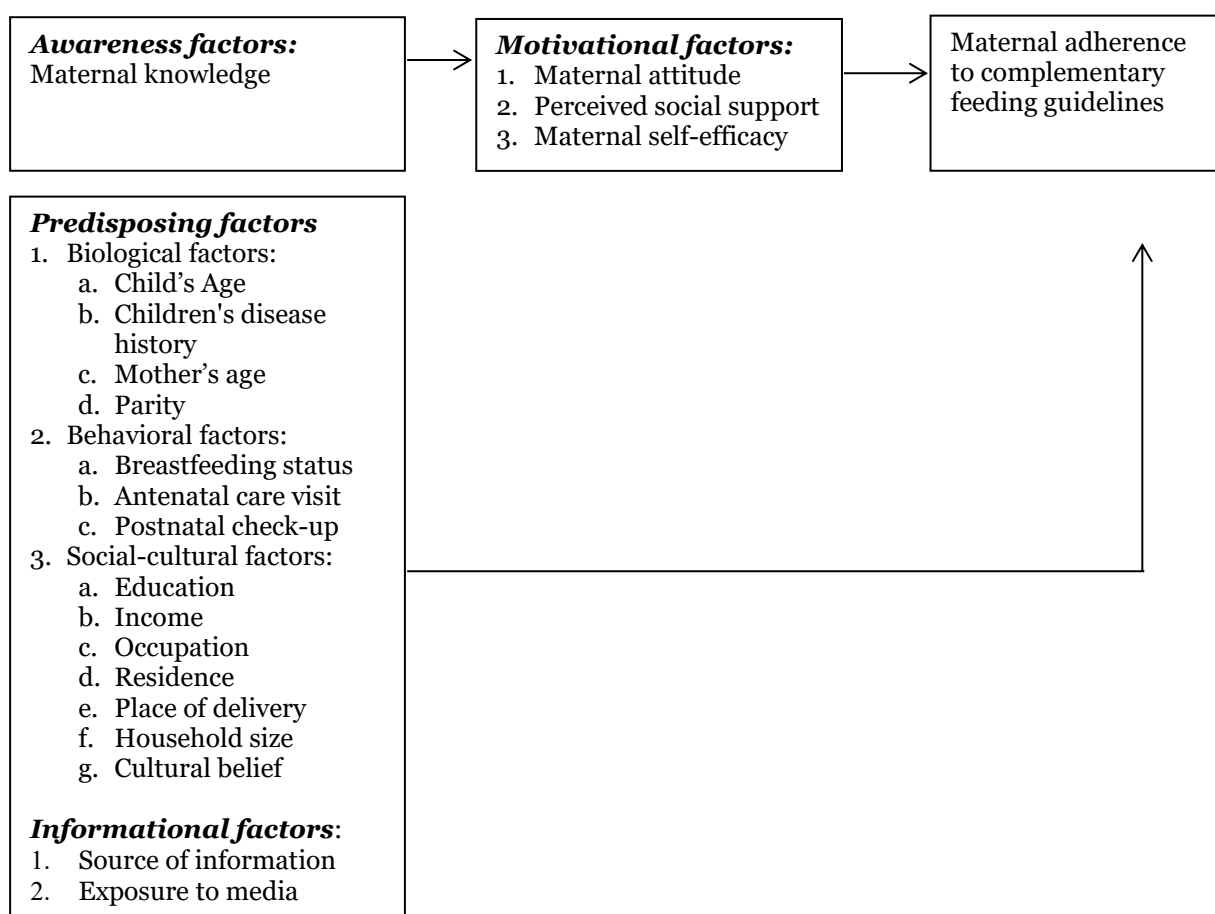 Awareness factors:
Maternal knowledge
Motivational factors:
1. Maternal attitude
2. Perceived social support
3. Maternal self-efficacy
Maternal adherence
to complementary
feeding guidelines
Predisposing factors
1. Biological factors:
a. Child’s Age
b. Children's disease
history
c. Mother’s age
d. Parity
2. Behavioral factors:
a. Breastfeeding status
b. Antenatal care visit
c. Postnatal check-up
3. Social-cultural factors:
a. Education
b. Income
c. Occupation
d. Residence
e. Place of delivery
f. Household size
g. Cultural belief
Informational factors:
1. Source of information
2. Exposure to media